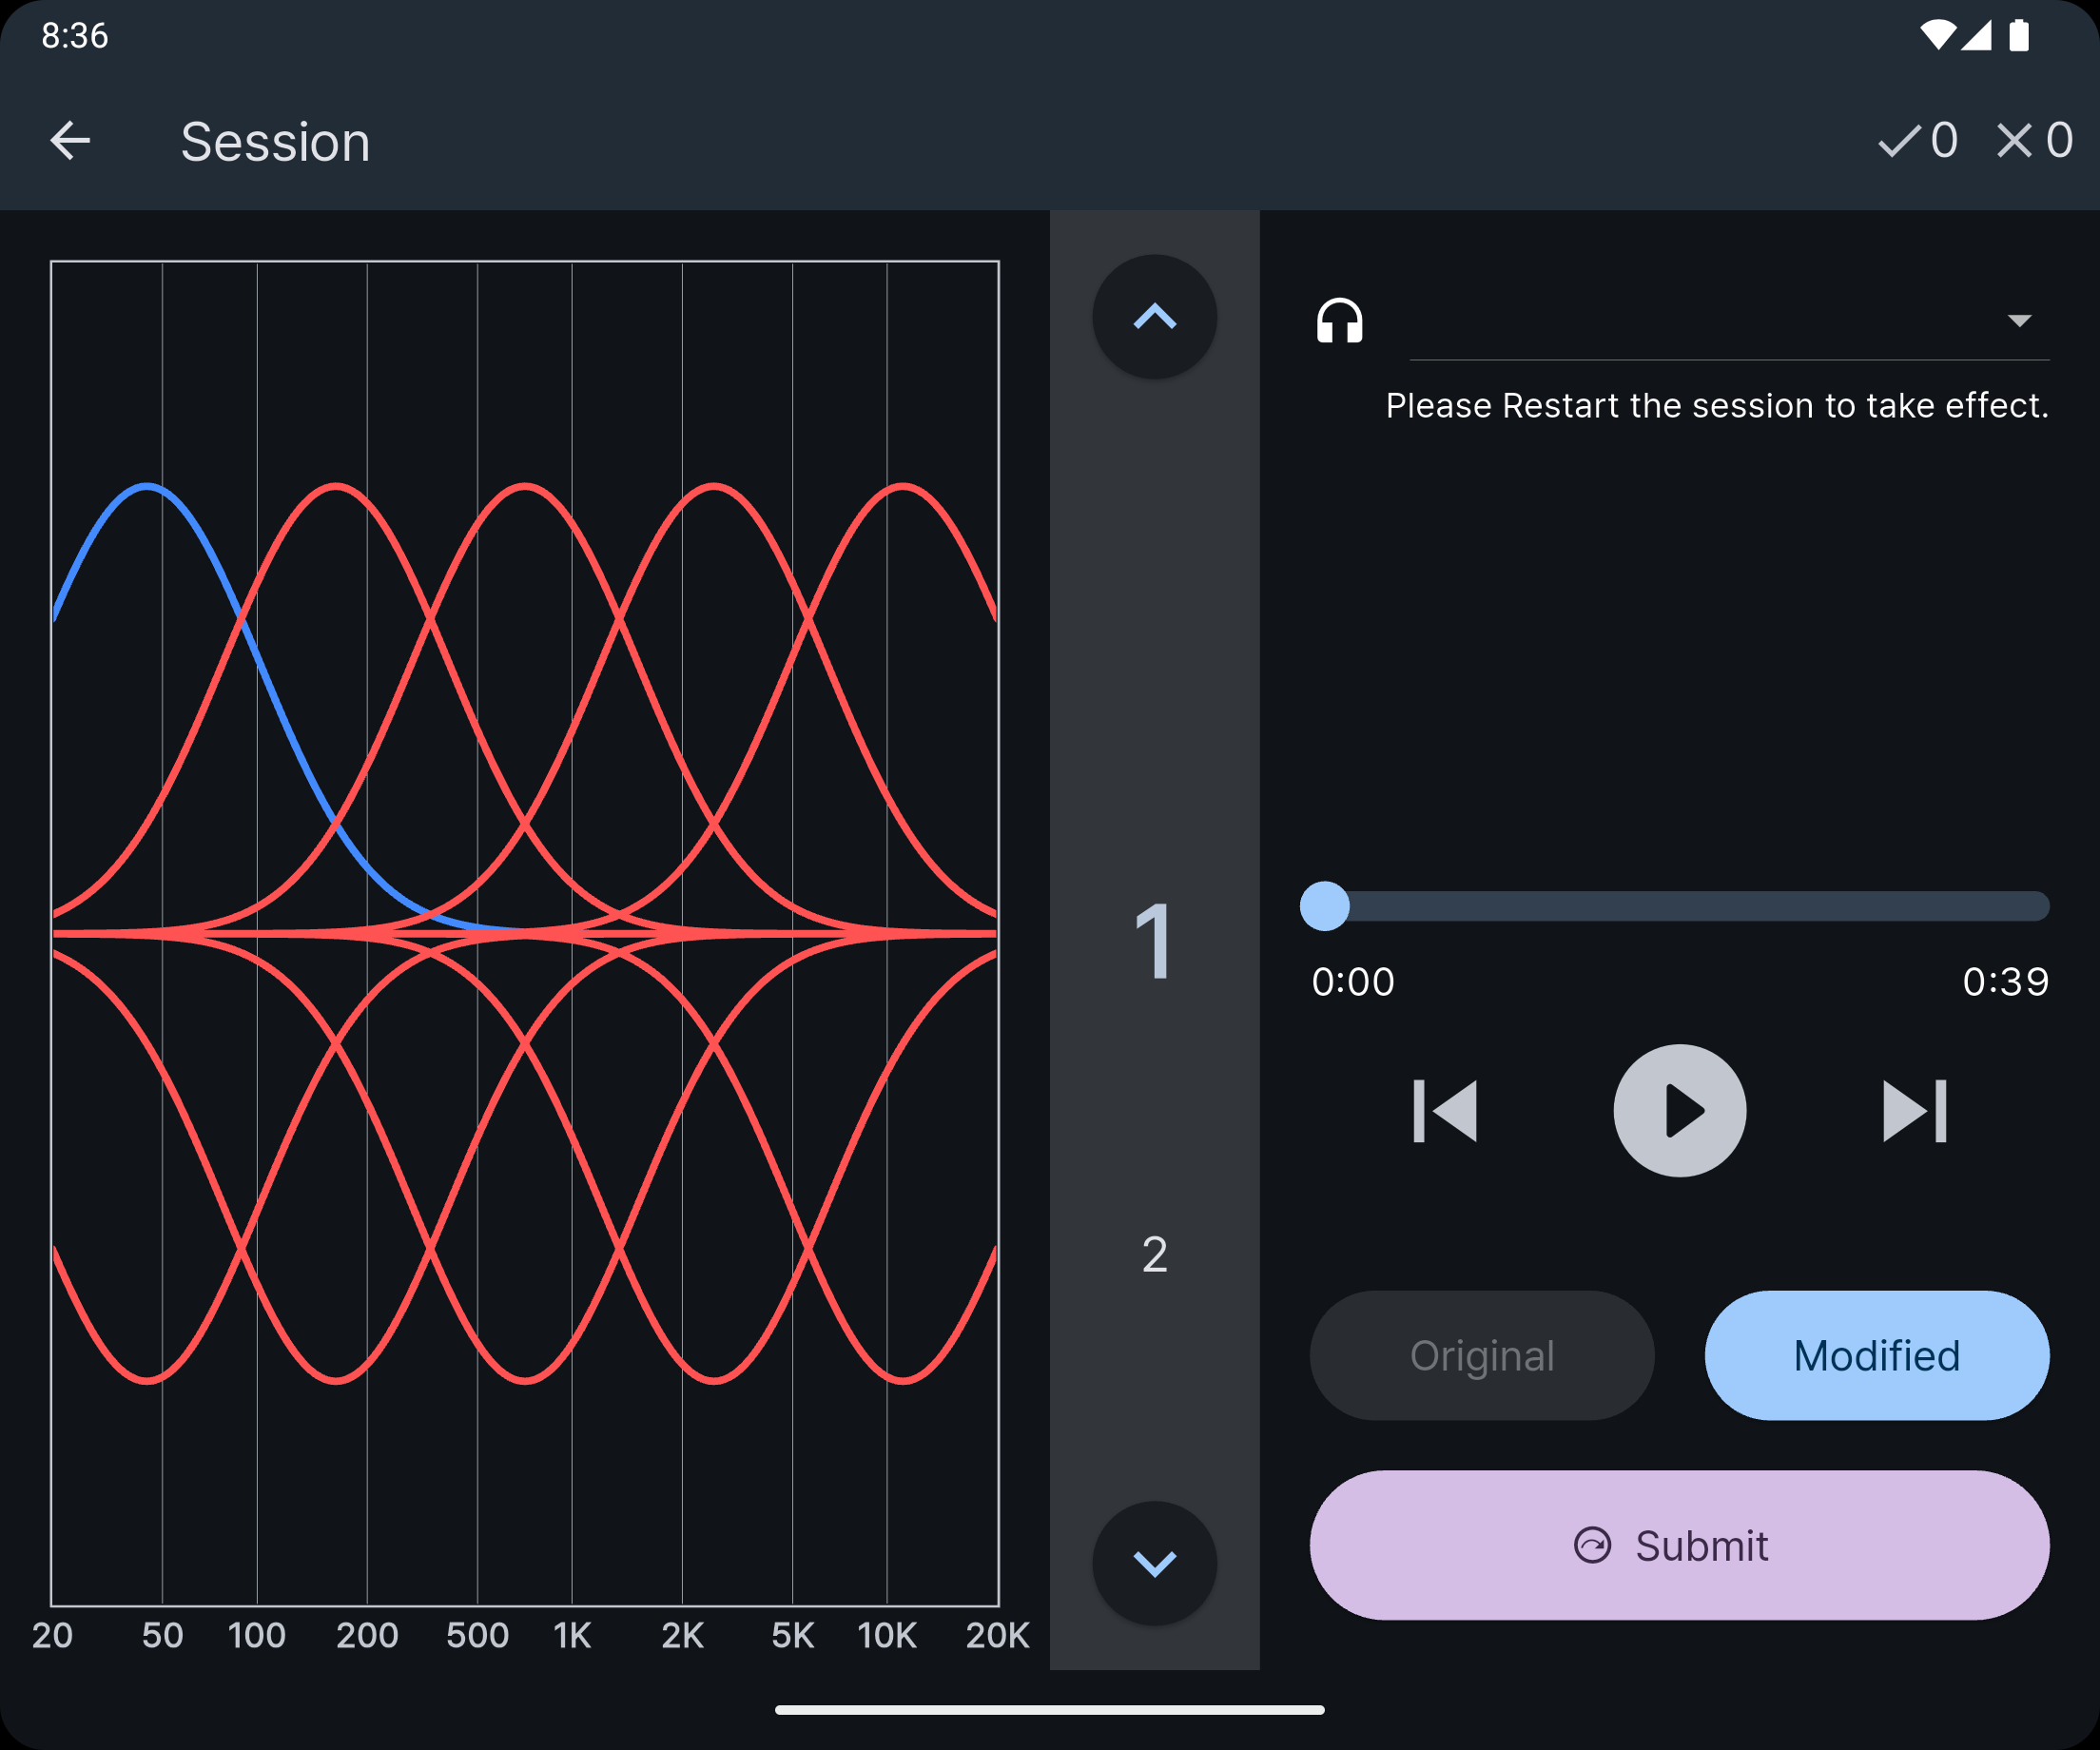 8:36
Session
0 0
Please Restart the session to take effect.
1
2
0:00 0:39
Original Modified
Submit
20 50 100 200 500 1K 2K 5K 10K 20K